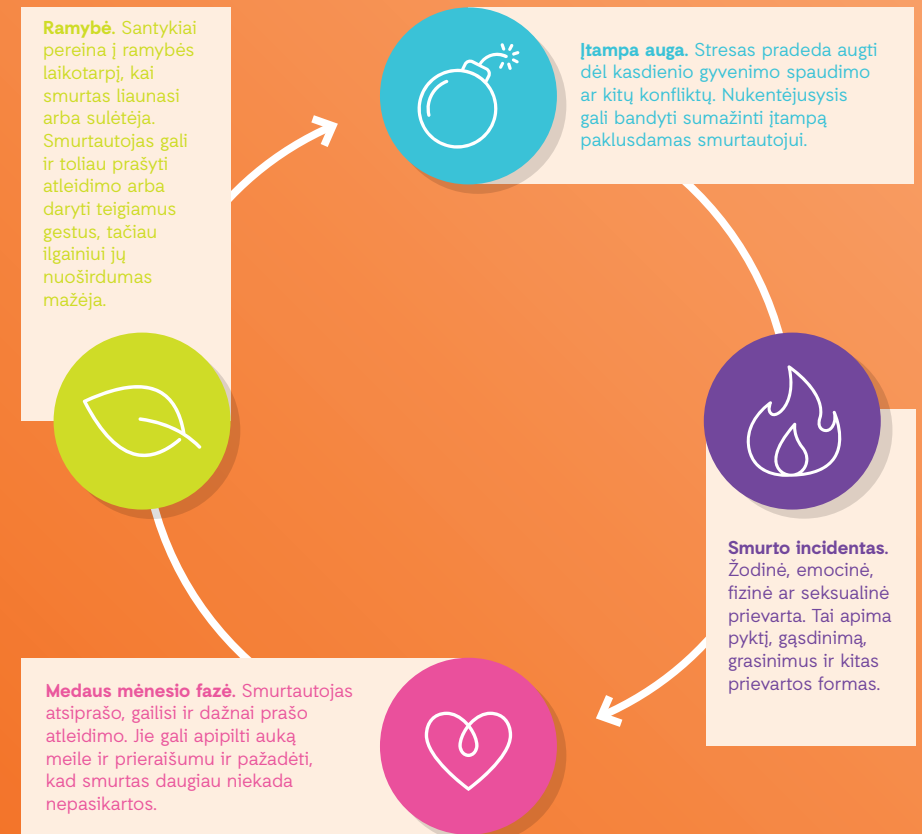 Ramybė. Santykiai
pereina į ramybės
laikotarpį, kai
smurtas liaunasi
arba sulėtėja.
Smurtautojas gali
ir toliau prašyti
atleidimo arba
daryti teigiamus
gestus, tačiau
ilgainiui jų
nuoširdumas
mažėja.
Įtampa auga. Stresas pradeda augti
dėl kasdienio gyvenimo spaudimo
ar kitų konfliktų. Nukentėjusysis
gali bandyti sumažinti įtampą
paklusdamas smurtautojui.
Smurto incidentas.
Žodinė, emocinė,
fizinė ar seksualinė
prievarta. Tai apima
pyktį, gąsdinimą,
grasinimus ir kitas
prievartos formas.
Medaus mėnesio fazė. Smurtautojas
atsiprašo, gailisi ir dažnai prašo
atleidimo. Jie gali apipilti auką
meile ir prieraišumu ir pažadėti,
kad smurtas daugiau niekada
nepasikartos.